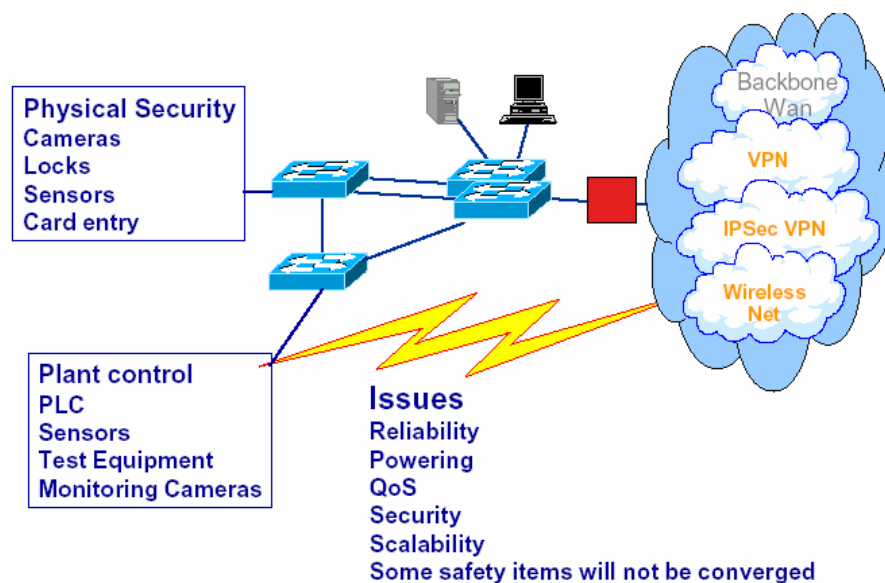 Physical Security
Cameras
Locks
Sensors
Card entry
Backbone
Wan
VPN
IPSec VPN
Wireless
Net
Plant control
PLC
Sensors
Test Equipment
Monitoring Cameras
Issues
Reliability
Powering
QoS
Security
Scalability
Some safety items will not be converged